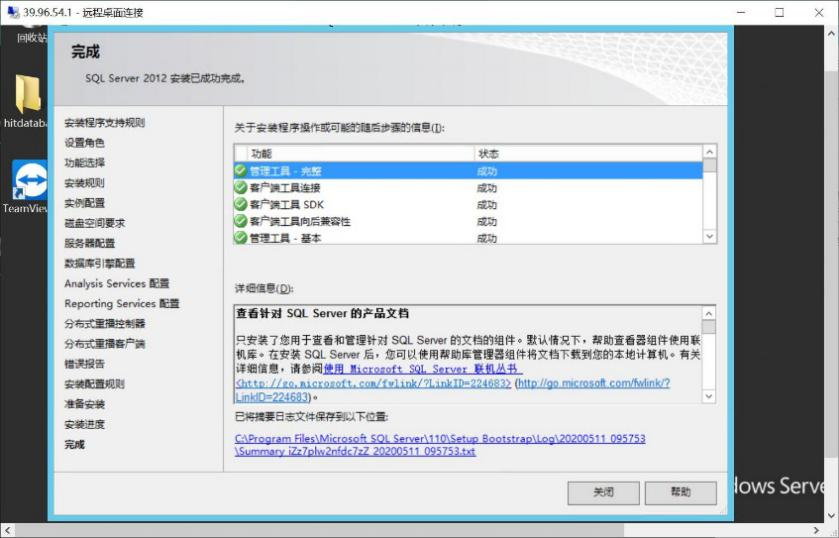 39.96.54.1 - 远程桌面连接
回收站
hitdatab
TeamVie
完成
SQL Server 2012 安装已成功完成。
安装程序支持规则
设置角色
功能选择
安装规则
实例配置
磁盘空间要求
服务器配置
数据库引擎配置
Analysis Services 配置
Reporting Services 配置
分布式重播控制器
分布式重播客户端
错误报告
安装配置规则
准备安装
安装进度
完成
关于安装程序操作或可能的随后步骤的信息(I):
功能 状态
管理工具 - 完整 成功
客户端工具连接 成功
客户端工具 SDK 成功
客户端工具向后兼容性 成功
管理工具 - 基本 成功
详细信息(D):
查看针对 SQL Server 的产品文档
只安装了您用于查看和管理针对 SQL Server 的文档的组件。默认情况下，帮助查看器组件使用联
机库。在安装 SQL Server 后，您可以使用帮助库管理器组件将文档下载到您的本地计算机。有关
详细信息，请参阅使用 Microsoft SQL Server 联机丛书
<http://go.microsoft.com/fwlink/?LinkID=224683> (http://go.microsoft.com/fwlink/?
LinkID=224683)。
已将摘要日志文件保存到以下位置:
C:\Program Files\Microsoft SQL Server\110\Setup Bootstrap\Log\20200511_095753
\Summary_iZz7plw2nfdc7zZ_20200511_095753.txt
关闭 帮助
dows Serve